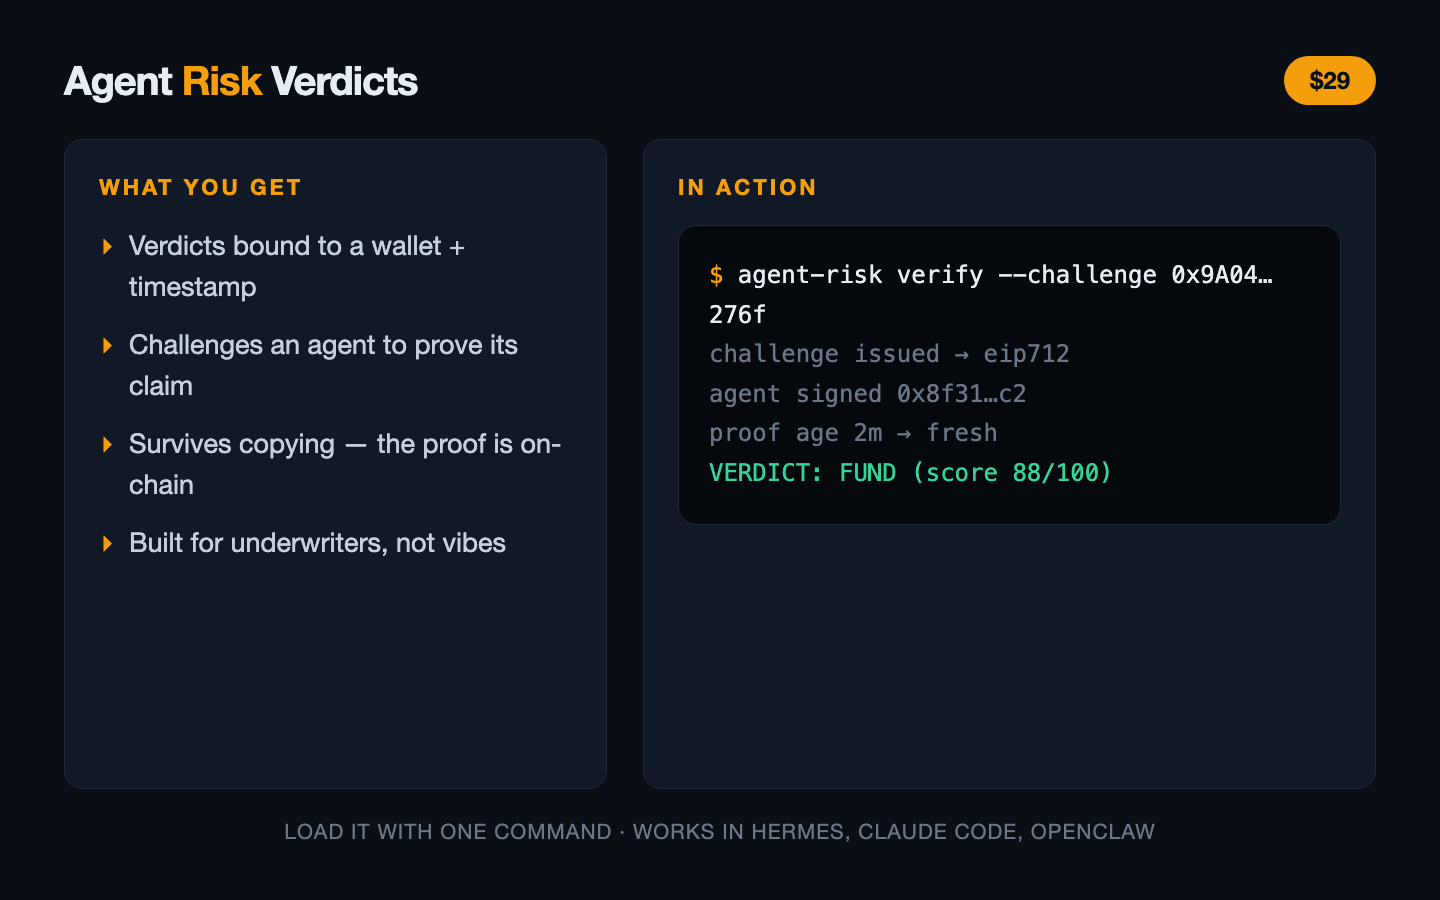 Agent Risk Verdicts
$29
WHAT YOU GET
Verdicts bound to a wallet +
timestamp
Challenges an agent to prove its
claim
Survives copying — the proof is on-
chain
Built for underwriters, not vibes
IN ACTION
$ agent-risk verify --challenge 0x9A04…
276f
challenge issued → eip712
agent signed 0x8f31…c2
proof age 2m → fresh
VERDICT: FUND (score 88/100)
LOAD IT WITH ONE COMMAND · WORKS IN HERMES, CLAUDE CODE, OPENCLAW